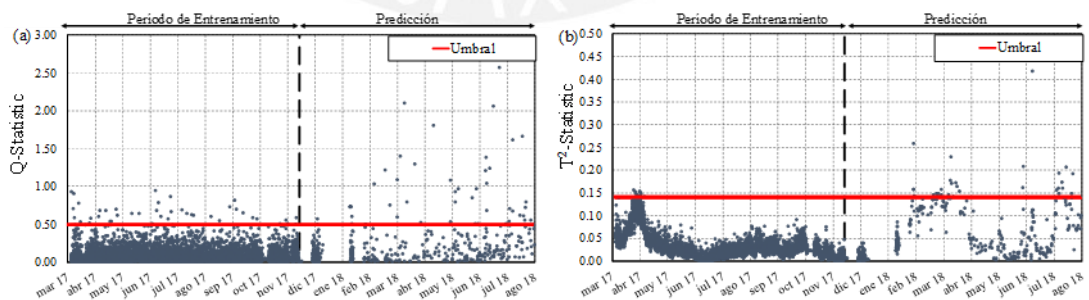 Periodo de Entrenamiento Predicción
(a)
3.00
Umbral
2.50
2.00
1.50
1.00
0.50
0.00
Q-Statistic
mar 17 abr 17 may 17 jun 17 jul 17 ago 17 sep 17 oct 17 nov 17 dic 17 ene 18 feb 18 mar 18 abr 18 may 18 jun 18 jul 18 ago 18
Periodo de Entrenamiento Predicción
(b)
0.50
Umbral
0.45
0.40
0.35
0.30
0.25
0.20
0.15
0.10
0.05
0.00
T²-Statistic
mar 17 abr 17 may 17 jun 17 jul 17 ago 17 sep 17 oct 17 nov 17 dic 17 ene 18 feb 18 mar 18 abr 18 may 18 jun 18 jul 18 ago 18